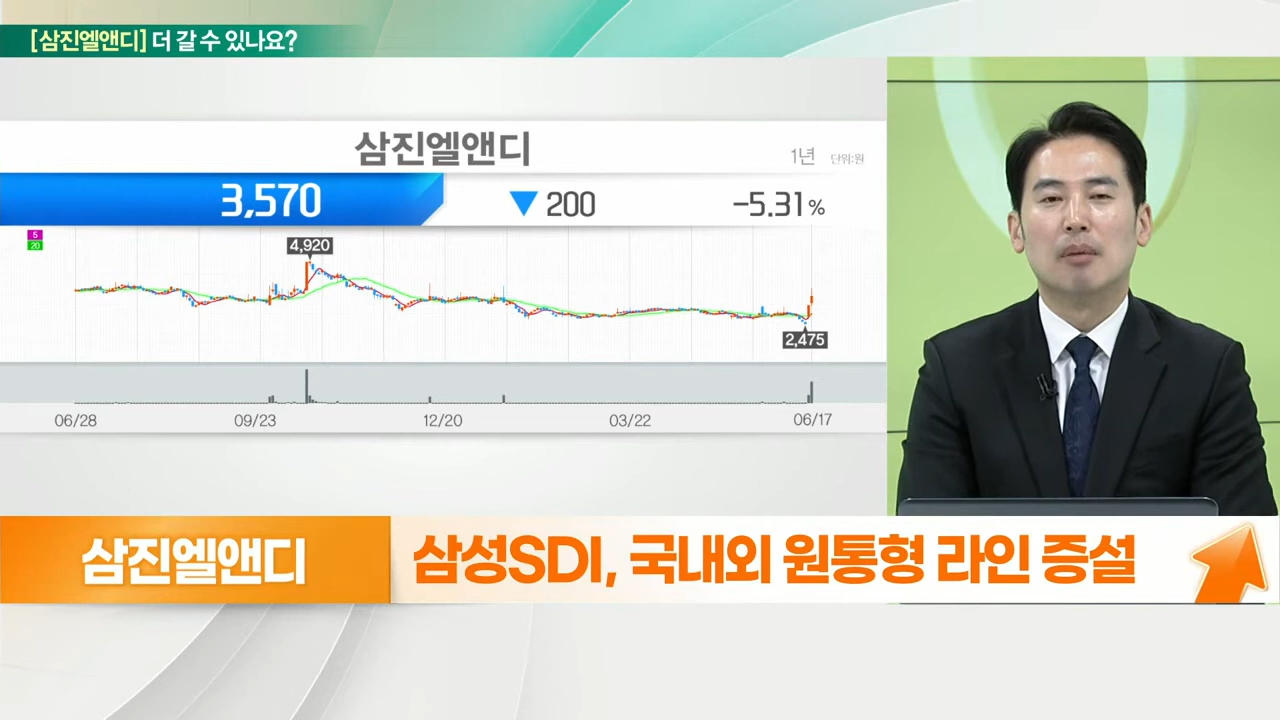 [삼진엘앤디] 더 갈 수 있나요?
삼진엘앤디
1년 단위:원
3,570 ▼ 200 -5.31 %
5
20
4,920
2,475
06/28 09/23 12/20 03/22 06/17
삼진엘앤디
삼성SDI, 국내외 원통형 라인 증설